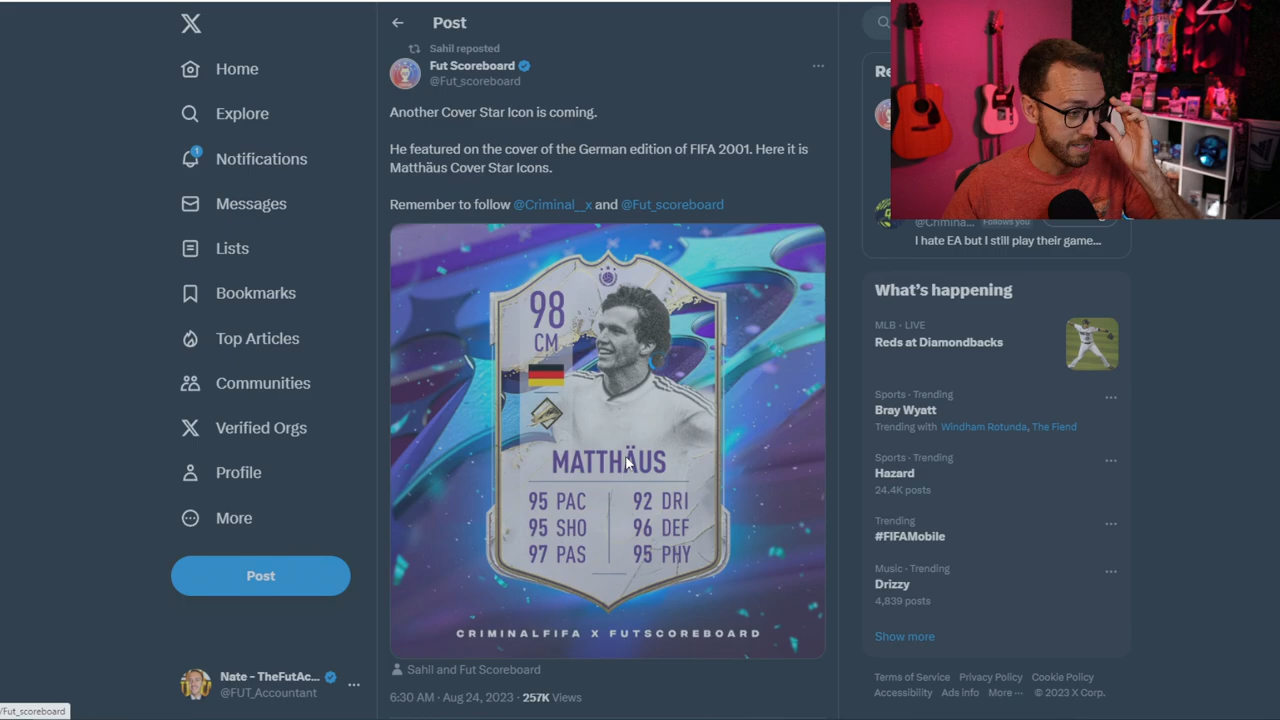 Home
Explore
1
Notifications
Messages
Lists
Bookmarks
Top Articles
Communities
Verified Orgs
Profile
More
Post
Nate - TheFutAc...
@FUT_Accountant
/Fut_scoreboard
Post
Sahil reposted
Fut Scoreboard
@Fut_scoreboard
Another Cover Star Icon is coming.
He featured on the cover of the German edition of FIFA 2001. Here it is
Matthäus Cover Star Icons.
Remember to follow @Criminal__x and @Fut_scoreboard
98
CM
MATTHÄUS
95 PAC 92 DRI
95 SHO 96 DEF
97 PAS 95 PHY
CRIMINALFIFA X FUTSCOREBOARD
Sahil and Fut Scoreboard
6:30 AM · Aug 24, 2023 · 257K Views
Re
@Crimina... Follows you
I hate EA but I still play their game...
What's happening
MLB · LIVE
Reds at Diamondbacks
Sports · Trending
Bray Wyatt
Trending with Windham Rotunda, The Fiend
Sports · Trending
Hazard
24.4K posts
Trending
#FIFAMobile
Music · Trending
Drizzy
4,839 posts
Show more
Terms of Service Privacy Policy Cookie Policy
Accessibility Ads info More ··· © 2023 X Corp.